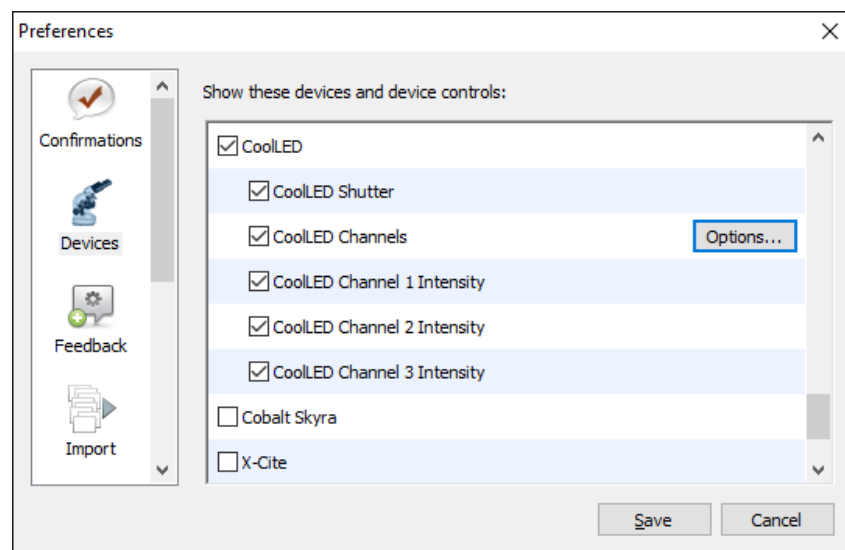 Preferences
Confirmations
Devices
Feedback
Import
Show these devices and device controls:
CoolLED
CoolLED Shutter
CoolLED Channels
Options...
CoolLED Channel 1 Intensity
CoolLED Channel 2 Intensity
CoolLED Channel 3 Intensity
Cobalt Skyra
X-Cite
Save
Cancel